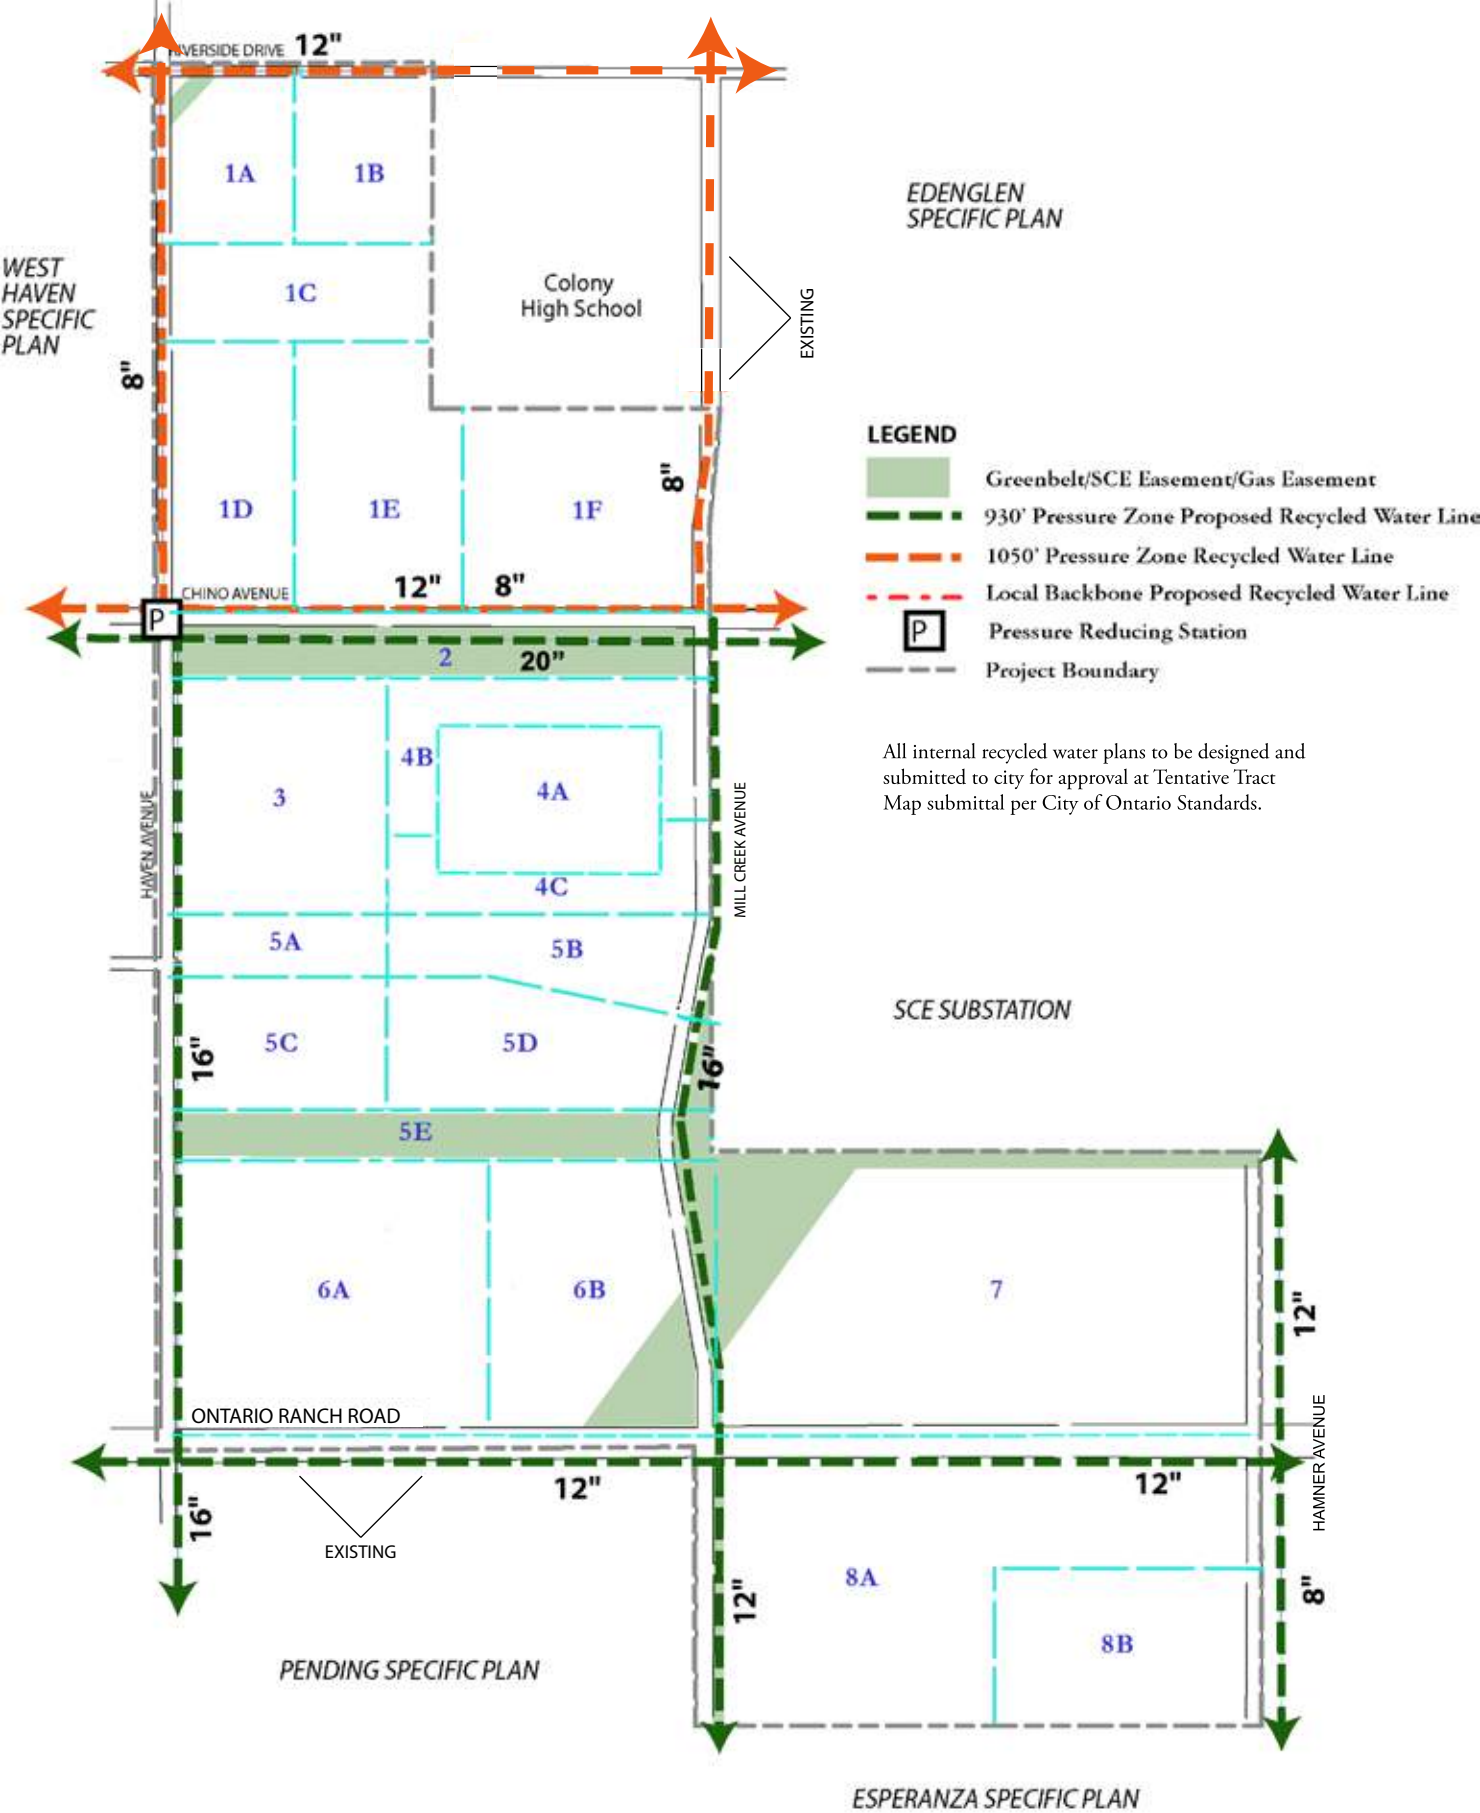 RIVERSIDE DRIVE 12"
1A
1B
EDENGLEN
SPECIFIC PLAN
WEST
HAVEN
SPECIFIC
PLAN
1C
Colony
High School
EXISTING
8"
LEGEND
Greenbelt/SCE Easement/Gas Easement
930' Pressure Zone Proposed Recycled Water Line
1050' Pressure Zone Recycled Water Line
Local Backbone Proposed Recycled Water Line
P Pressure Reducing Station
Project Boundary
8"
1D
1E
1F
CHINO AVENUE
12"
8"
P
2
20"
All internal recycled water plans to be designed and
submitted to city for approval at Tentative Tract
Map submittal per City of Ontario Standards.
3
4B
4A
4C
HAVEN AVENUE
MILL CREEK AVENUE
5A
5B
SCE SUBSTATION
5C
5D
16"
16"
5E
6A
6B
7
12"
ONTARIO RANCH ROAD
HAMNER AVENUE
12"
12"
16"
EXISTING
12"
8A
8"
8B
PENDING SPECIFIC PLAN
ESPERANZA SPECIFIC PLAN